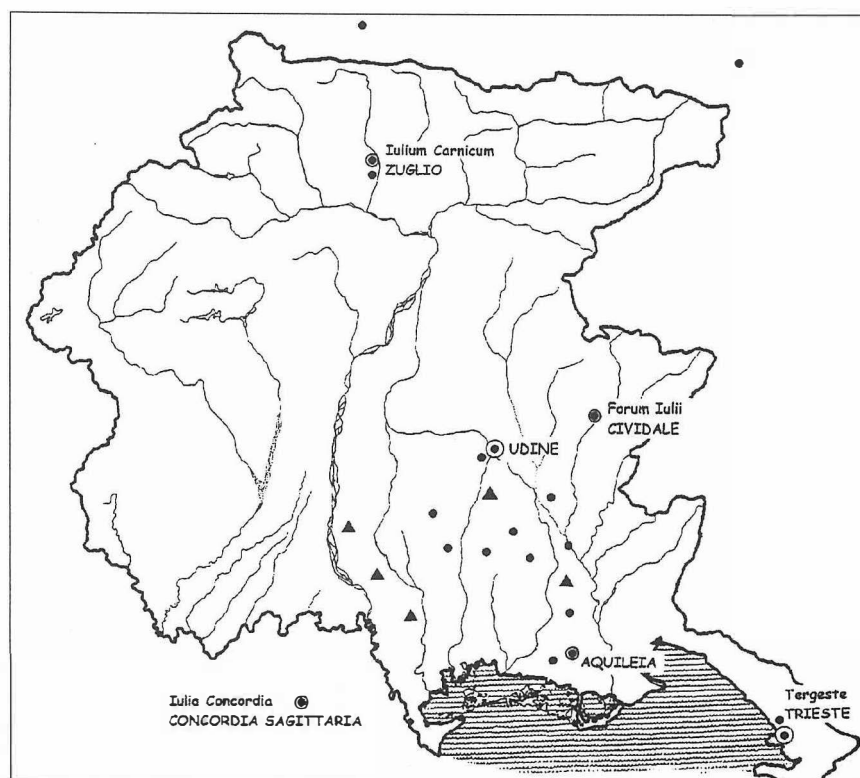 Iulium Carnicum
ZUGLIO
Forum Iulii
CIVIDALE
UDINE
AQUILEIA
Iulia Concordia
CONCORDIA SAGITTARIA
Tergeste
TRIESTE